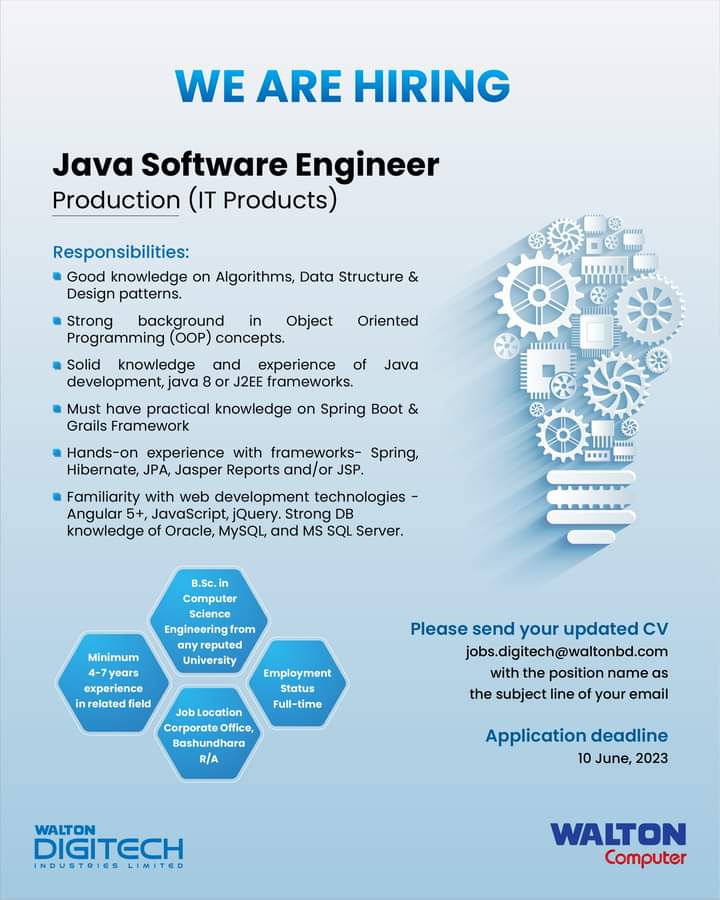 WE ARE HIRING
Java Software Engineer
Production (IT Products)
Responsibilities:
Good knowledge on Algorithms, Data Structure &
Design patterns.
Strong background in Object Oriented
Programming (OOP) concepts.
Solid knowledge and experience of Java
development, java 8 or J2EE frameworks.
Must have practical knowledge on Spring Boot &
Grails Framework
Hands-on experience with frameworks- Spring,
Hibernate, JPA, Jasper Reports and/or JSP.
Familiarity with web development technologies -
Angular 5+, JavaScript, jQuery. Strong DB
knowledge of Oracle, MySQL, and MS SQL Server.
B.Sc. in
Computer
Science
Engineering from
any reputed
University
Minimum
4-7 years
experience
in related field
Employment
Status
Full-time
Job Location
Corporate Office,
Bashundhara
R/A
Please send your updated CV
jobs.digitech@waltonbd.com
with the position name as
the subject line of your email
Application deadline
10 June, 2023
WALTON
DIGITECH
INDUSTRIES LIMITED
WALTON
Computer